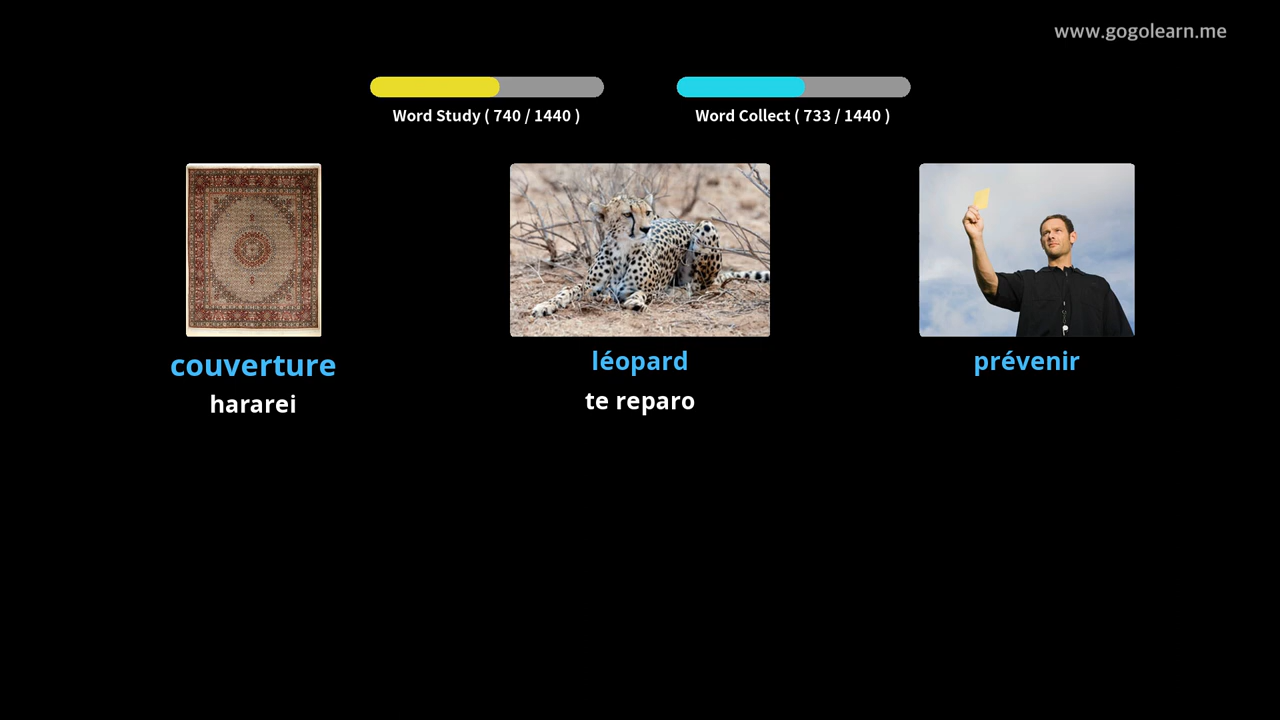 www.gogolearn.me
Word Study ( 740 / 1440 )
Word Collect ( 733 / 1440 )
couverture
hararei
léopard
te reparo
prévenir